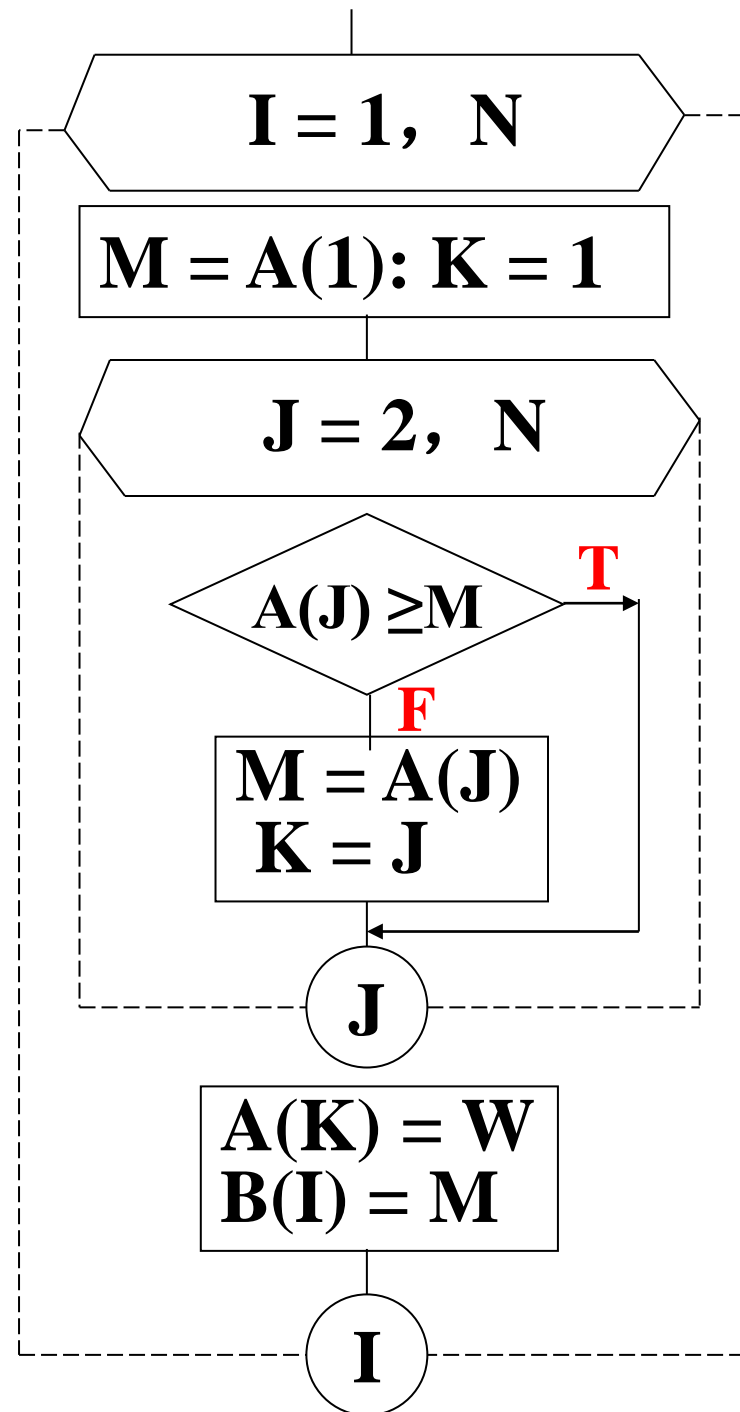 I = 1，N
M = A(1): K = 1
J = 2，N
A(J) ≥M
T
F
M = A(J)
K = J
J
A(K) = W
B(I) = M
I